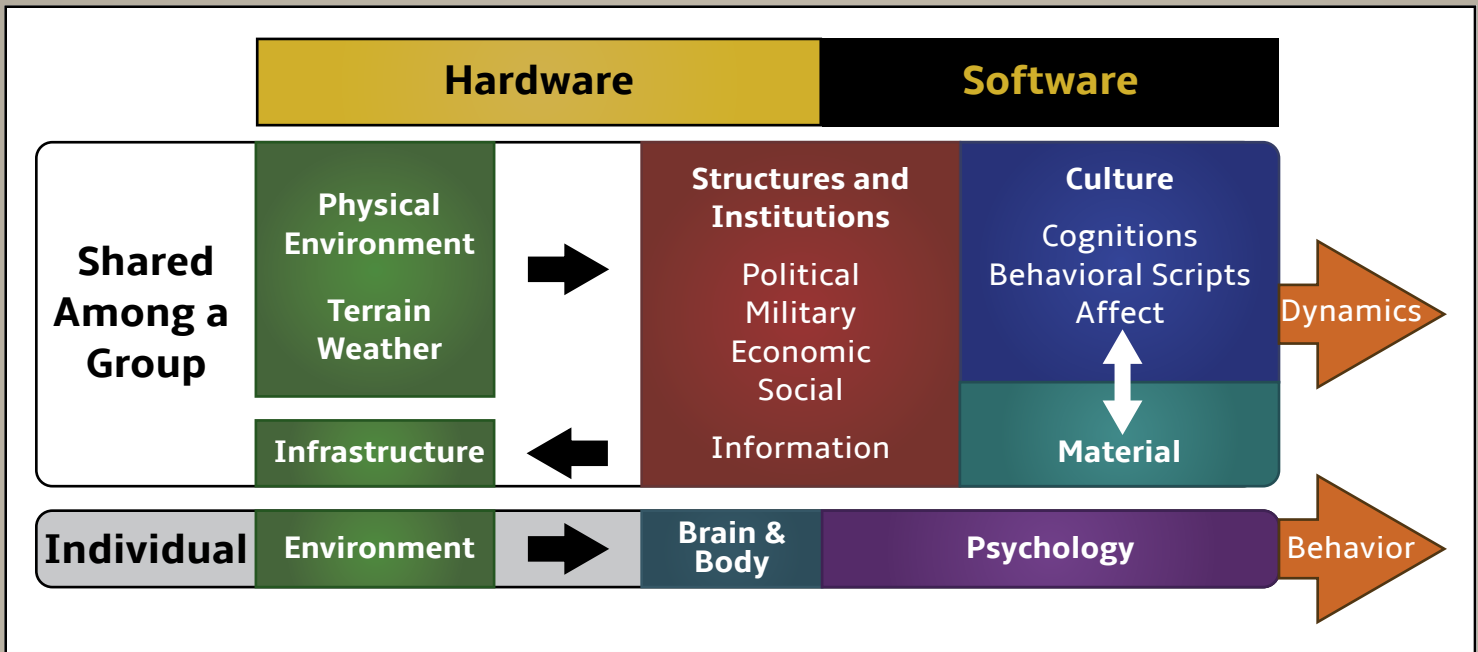 Hardware
Software
Shared
Among a
Group
Physical
Environment
Terrain
Weather
Infrastructure
Structures and
Institutions
Political
Military
Economic
Social
Information
Culture
Cognitions
Behavioral Scripts
Affect
Material
Dynamics
Individual
Environment
Brain &
Body
Psychology
Behavior